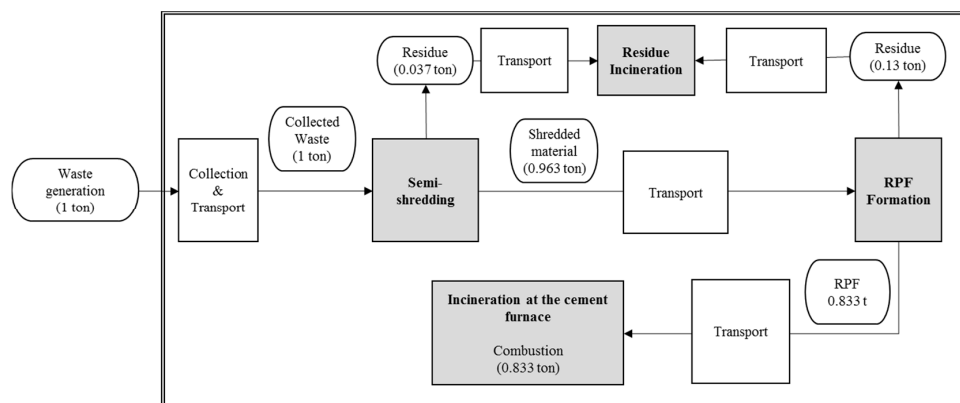 Residue
(0.037 ton)
Transport
Residue
Incineration
Transport
Residue
(0.13 ton)
Collected
Waste
(1 ton)
Shredded
material
(0.963 ton)
Waste
generation
(1 ton)
Collection
&
Transport
Semi-
shredding
Transport
RPF
Formation
RPF
0.833 t
Incineration at the cement
furnace
Combustion
(0.833 ton)
Transport